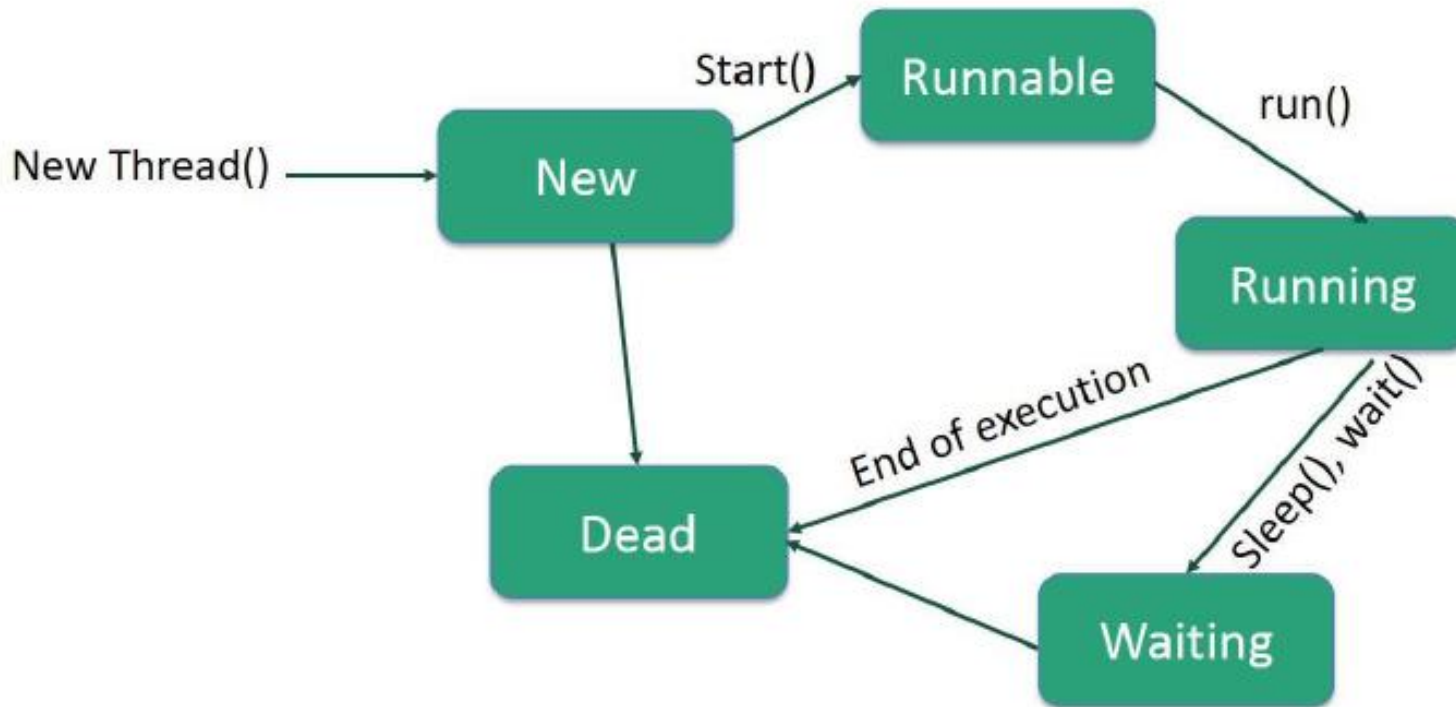 Start()
Runnable
run()
New Thread()
New
Running
End of execution
Sleep(), wait()
Dead
Waiting